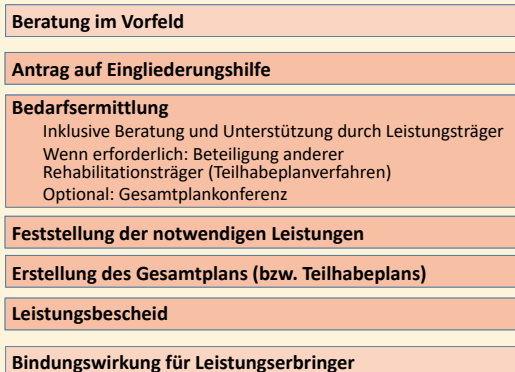 Beratung im Vorfeld
Antrag auf Eingliederungshilfe
Bedarfsermittlung
Inklusive Beratung und Unterstützung durch Leistungsträger
Wenn erforderlich: Beteiligung anderer
Rehabilitationsträger (Teilhabeplanverfahren)
Optional: Gesamtplankonferenz
Feststellung der notwendigen Leistungen
Erstellung des Gesamtplans (bzw. Teilhabeplans)
Leistungsbescheid
Bindungswirkung für Leistungserbringer